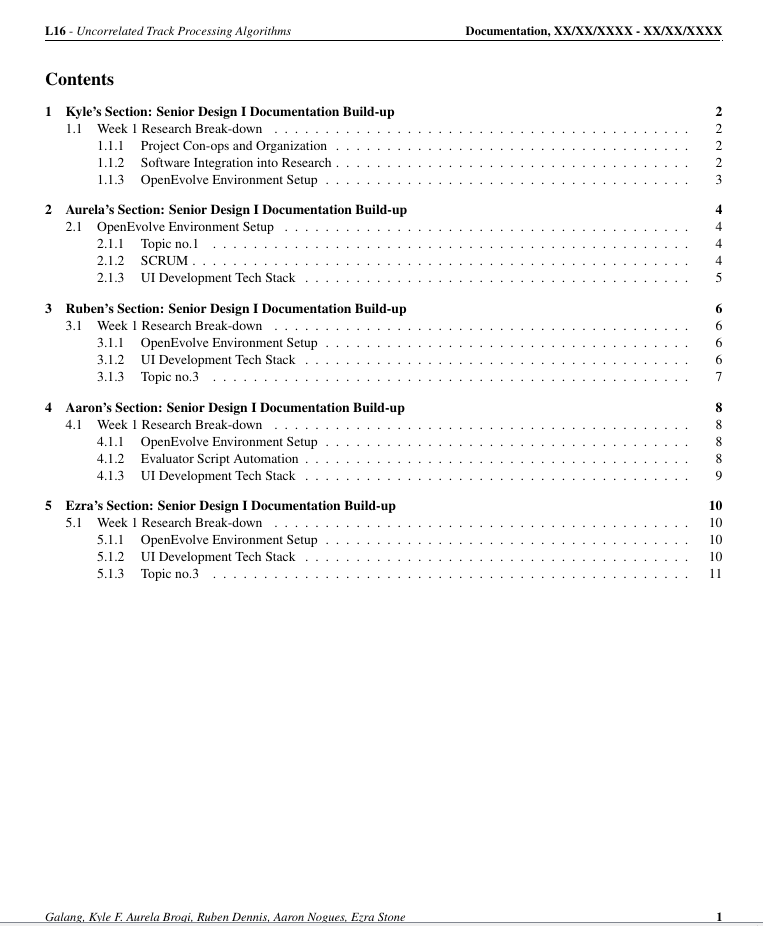 L16 - Uncorrelated Track Processing Algorithms Documentation, XX/XX/XXXX - XX/XX/XXXX
Contents
1 Kyle's Section: Senior Design I Documentation Build-up 2
1.1 Week 1 Research Break-down . . . . . . . . . . . . . . . . . . . . . . . . . . . . . . . . . . . . . . . . 2
1.1.1 Project Con-ops and Organization . . . . . . . . . . . . . . . . . . . . . . . . . . . . . . . . . . 2
1.1.2 Software Integration into Research . . . . . . . . . . . . . . . . . . . . . . . . . . . . . . . . . . 2
1.1.3 OpenEvolve Environment Setup . . . . . . . . . . . . . . . . . . . . . . . . . . . . . . . . . . . 3
2 Aurela's Section: Senior Design I Documentation Build-up 4
2.1 OpenEvolve Environment Setup . . . . . . . . . . . . . . . . . . . . . . . . . . . . . . . . . . . . . . . 4
2.1.1 Topic no.1 . . . . . . . . . . . . . . . . . . . . . . . . . . . . . . . . . . . . . . . . . . . . . . 4
2.1.2 SCRUM . . . . . . . . . . . . . . . . . . . . . . . . . . . . . . . . . . . . . . . . . . . . . . . . 4
2.1.3 UI Development Tech Stack . . . . . . . . . . . . . . . . . . . . . . . . . . . . . . . . . . . . . 5
3 Ruben's Section: Senior Design I Documentation Build-up 6
3.1 Week 1 Research Break-down . . . . . . . . . . . . . . . . . . . . . . . . . . . . . . . . . . . . . . . . 6
3.1.1 OpenEvolve Environment Setup . . . . . . . . . . . . . . . . . . . . . . . . . . . . . . . . . . . 6
3.1.2 UI Development Tech Stack . . . . . . . . . . . . . . . . . . . . . . . . . . . . . . . . . . . . . 6
3.1.3 Topic no.3 . . . . . . . . . . . . . . . . . . . . . . . . . . . . . . . . . . . . . . . . . . . . . . 7
4 Aaron's Section: Senior Design I Documentation Build-up 8
4.1 Week 1 Research Break-down . . . . . . . . . . . . . . . . . . . . . . . . . . . . . . . . . . . . . . . . 8
4.1.1 OpenEvolve Environment Setup . . . . . . . . . . . . . . . . . . . . . . . . . . . . . . . . . . . 8
4.1.2 Evaluator Script Automation . . . . . . . . . . . . . . . . . . . . . . . . . . . . . . . . . . . . . 8
4.1.3 UI Development Tech Stack . . . . . . . . . . . . . . . . . . . . . . . . . . . . . . . . . . . . . 9
5 Ezra's Section: Senior Design I Documentation Build-up 10
5.1 Week 1 Research Break-down . . . . . . . . . . . . . . . . . . . . . . . . . . . . . . . . . . . . . . . . 10
5.1.1 OpenEvolve Environment Setup . . . . . . . . . . . . . . . . . . . . . . . . . . . . . . . . . . . 10
5.1.2 UI Development Tech Stack . . . . . . . . . . . . . . . . . . . . . . . . . . . . . . . . . . . . . 10
5.1.3 Topic no.3 . . . . . . . . . . . . . . . . . . . . . . . . . . . . . . . . . . . . . . . . . . . . . . 11
Galang, Kyle F. Aurela Broqi, Ruben Dennis, Aaron Nogues, Ezra Stone 1